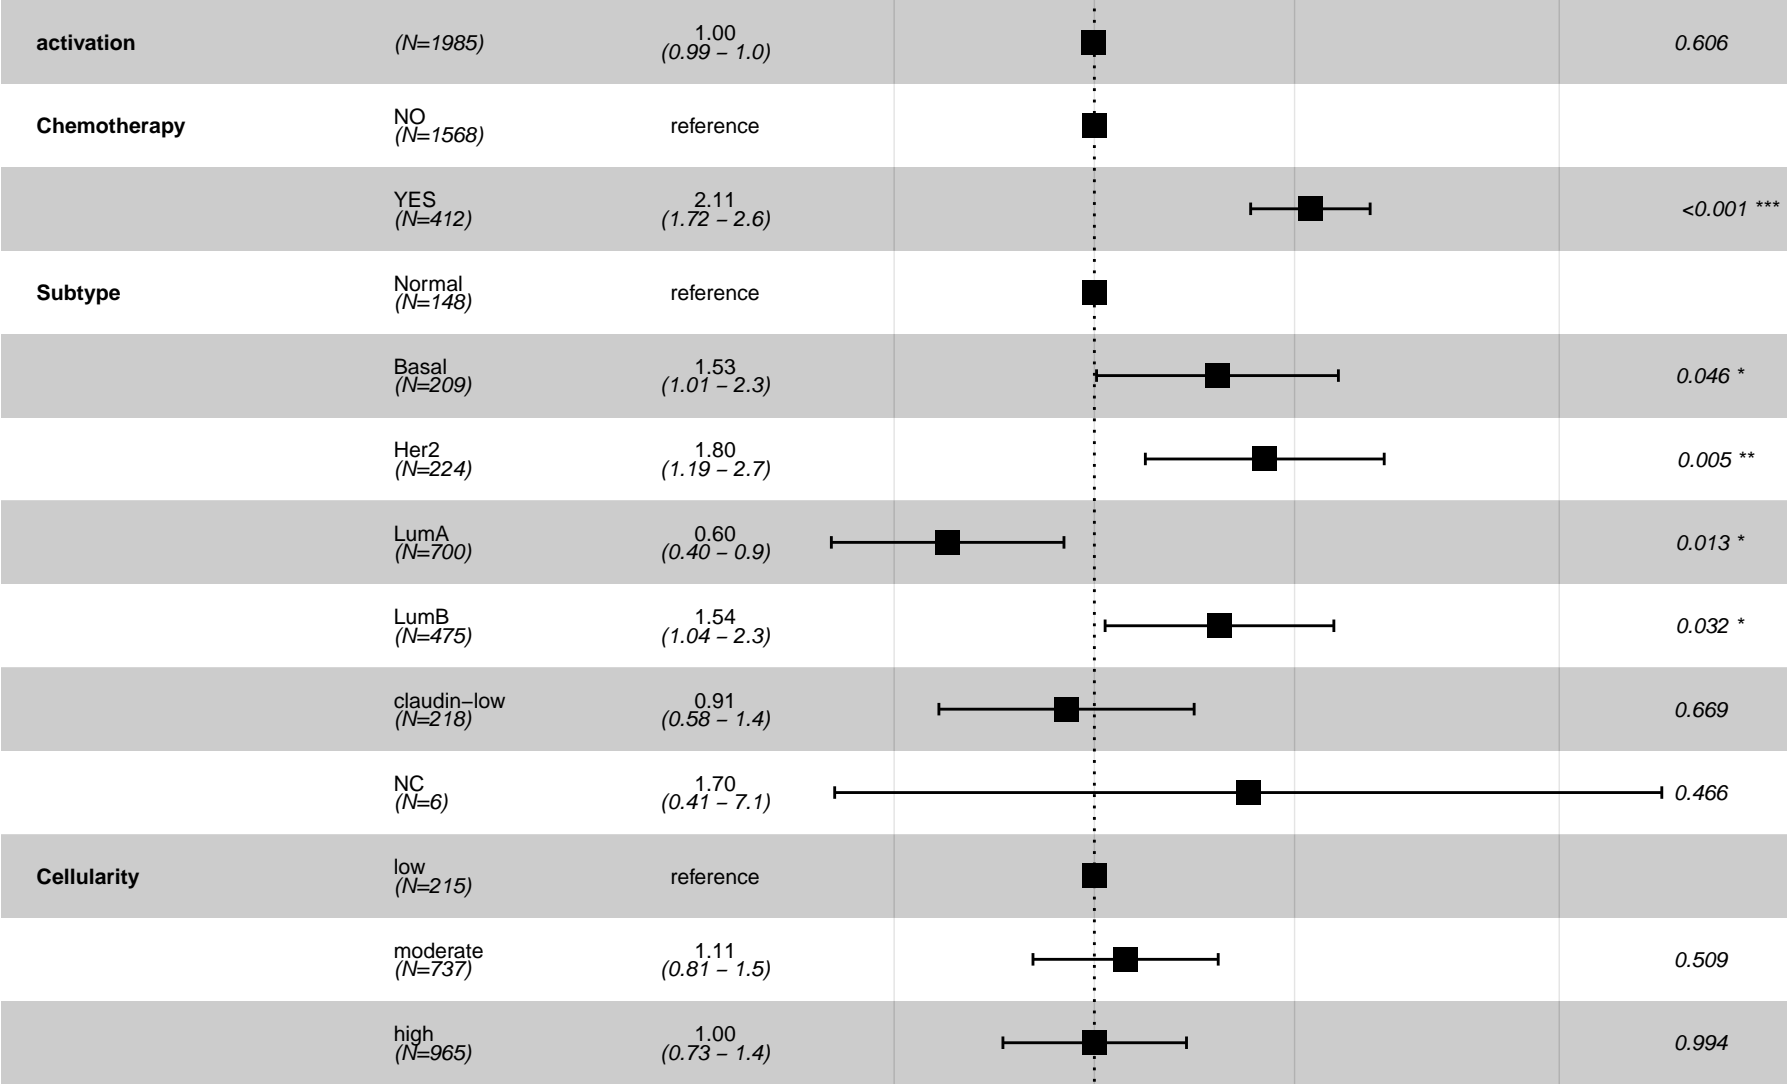 activation (N=1985) 1.00 0.606
(0.99 – 1.0)
Chemotherapy NO reference
(N=1568)
YES 2.11 <0.001 ***
(N=412) (1.72 – 2.6)
Subtype Normal reference
(N=148)
Basal 1.53 0.046 *
(N=209) (1.01 – 2.3)
Her2 1.80 0.005 **
(N=224) (1.19 – 2.7)
LumA 0.60 0.013 *
(N=700) (0.40 – 0.9)
LumB 1.54 0.032 *
(N=475) (1.04 – 2.3)
claudin–low 0.91 0.669
(N=218) (0.58 – 1.4)
NC 1.70 0.466
(N=6) (0.41 – 7.1)
Cellularity low reference
(N=215)
moderate 1.11 0.509
(N=737) (0.81 – 1.5)
high 1.00 0.994
(N=965) (0.73 – 1.4)